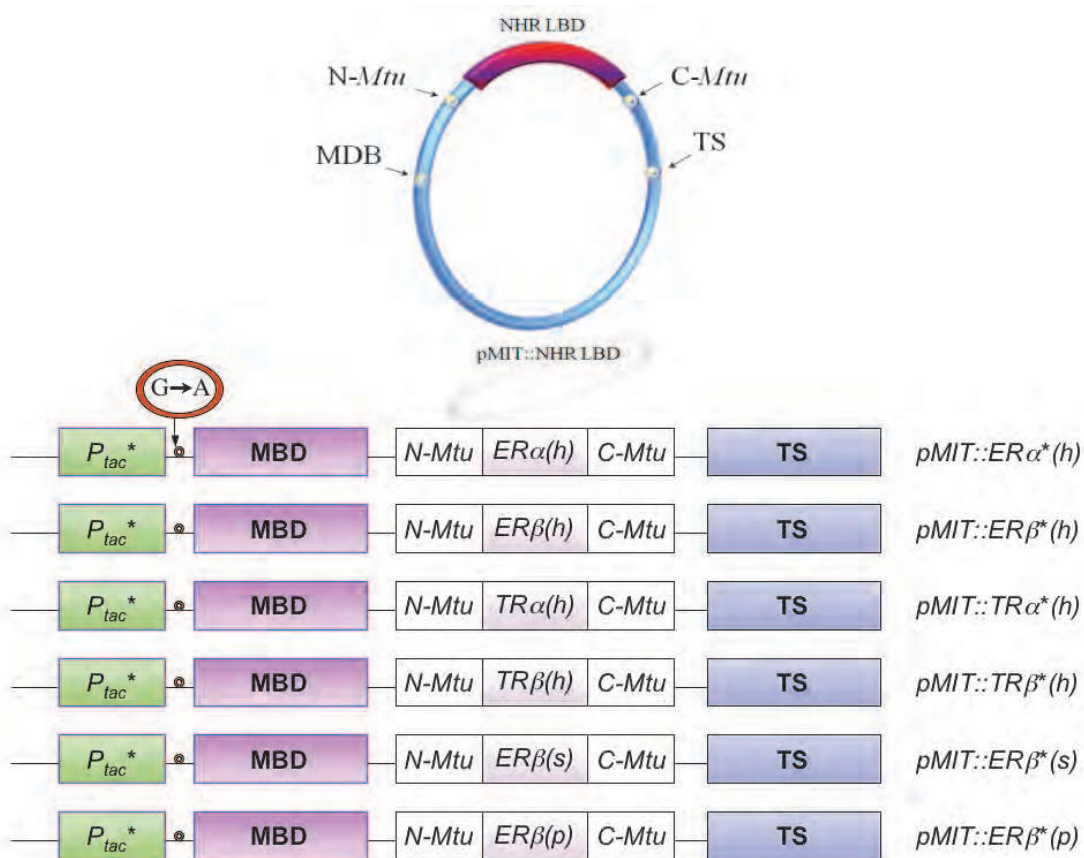 NHR LBD
N-Mtu
C-Mtu
MDB
TS
pMIT::NHR LBD
G→A
Ptac* MBD N-Mtu ERα(h) C-Mtu TS pMIT::ERα*(h)
Ptac* MBD N-Mtu ERβ(h) C-Mtu TS pMIT::ERβ*(h)
Ptac* MBD N-Mtu TRα(h) C-Mtu TS pMIT::TRα*(h)
Ptac* MBD N-Mtu TRβ(h) C-Mtu TS pMIT::TRβ*(h)
Ptac* MBD N-Mtu ERβ(s) C-Mtu TS pMIT::ERβ*(s)
Ptac* MBD N-Mtu ERβ(p) C-Mtu TS pMIT::ERβ*(p)